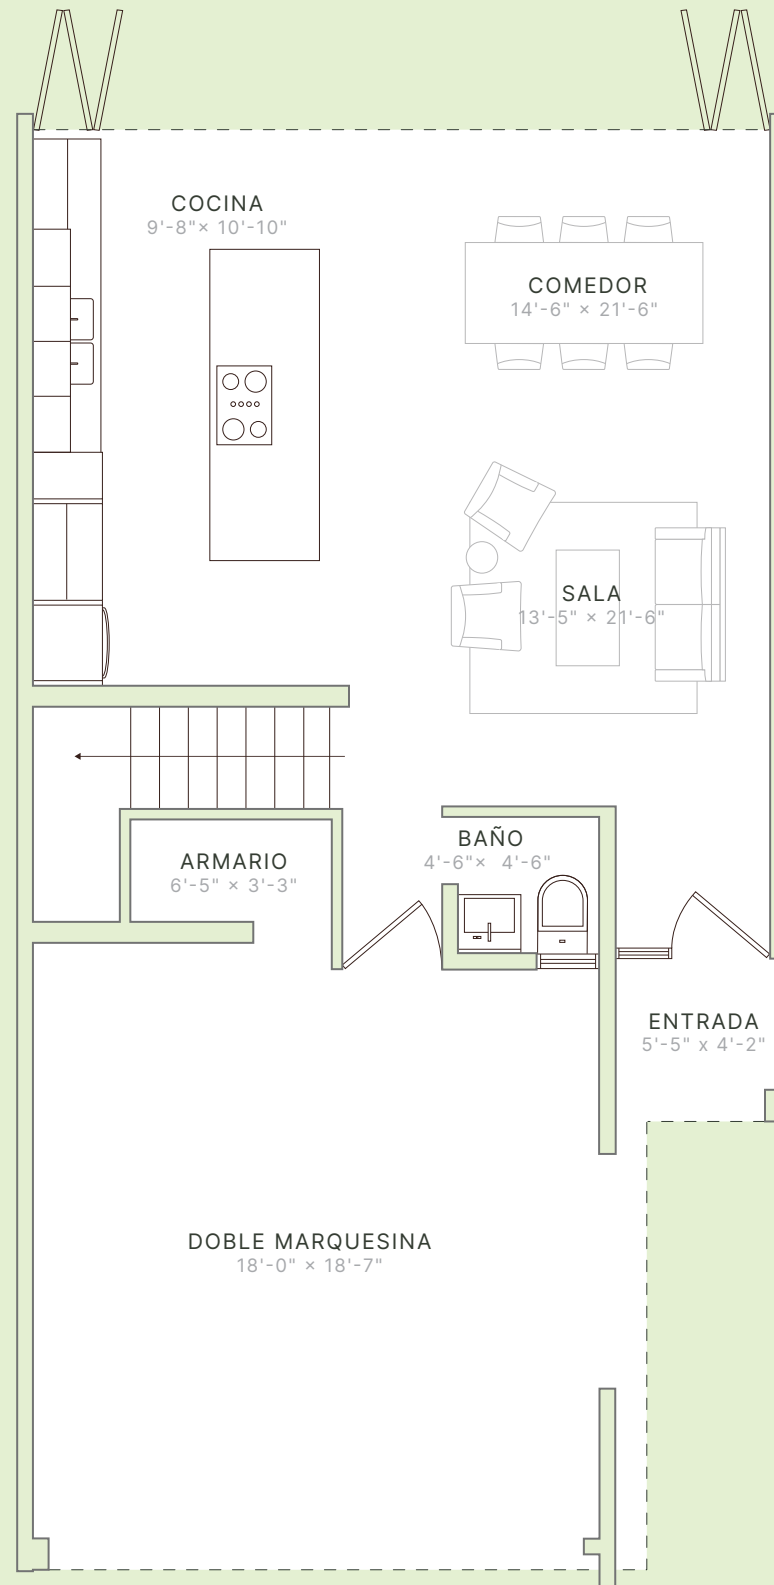 COCINA
9'-8"× 10'-10"
COMEDOR
14'-6" × 21'-6"
SALA
13'-5" × 21'-6"
BAÑO
4'-6"× 4'-6"
ARMARIO
6'-5" × 3'-3"
ENTRADA
5'-5" x 4'-2"
DOBLE MARQUESINA
18'-0" × 18'-7"